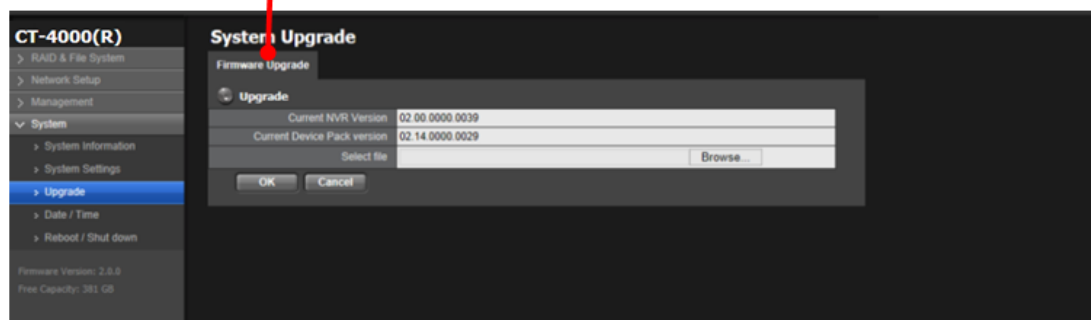 CT-4000(R)
> RAID & File System
> Network Setup
> Management
System
> System Information
> System Settings
> Upgrade
> Date / Time
> Reboot / Shut down
Firmware Version: 2.0.0
Free Capacity: 381 GB
System Upgrade
Firmware Upgrade
Upgrade
Current NVR Version 02.00.0000.0039
Current Device Pack version 02.14.0000.0029
Select file Browse...
OK Cancel